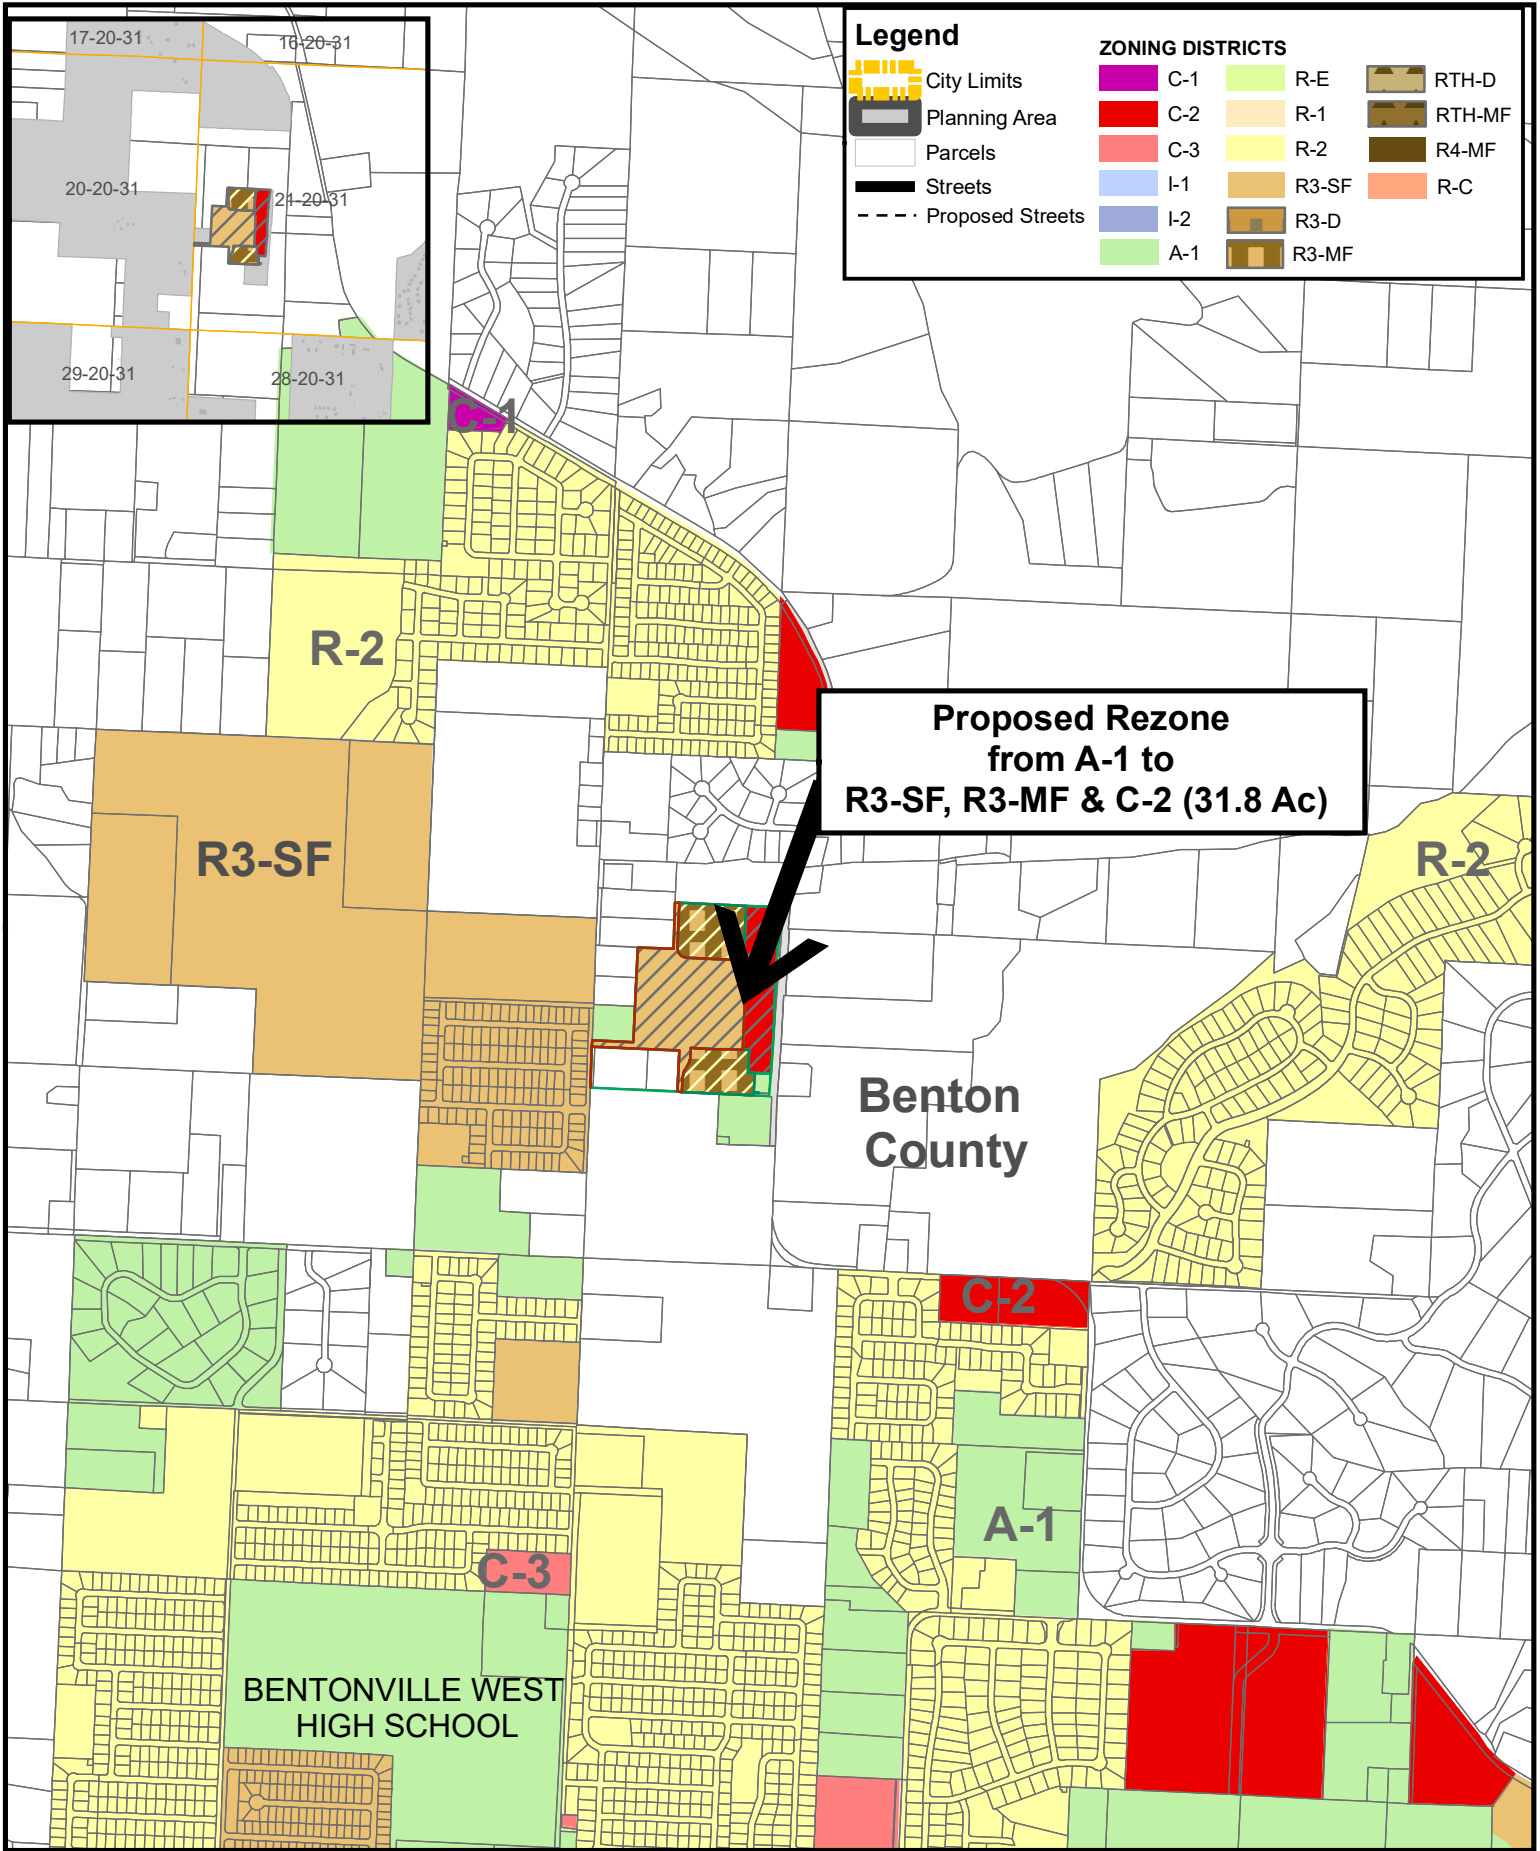 17-20-31
16-20-31
20-20-31
21-20-31
29-20-31
28-20-31
Legend
City Limits
Planning Area
Parcels
Streets
Proposed Streets
ZONING DISTRICTS
C-1
C-2
C-3
I-1
I-2
A-1
R-E
R-1
R-2
R3-SF
R3-D
R3-MF
RTH-D
RTH-MF
R4-MF
R-C
C-1
R-2
Proposed Rezone
from A-1 to
R3-SF, R3-MF & C-2 (31.8 Ac)
R3-SF
R-2
Benton
County
C-2
A-1
C-3
BENTONVILLE WEST
HIGH SCHOOL